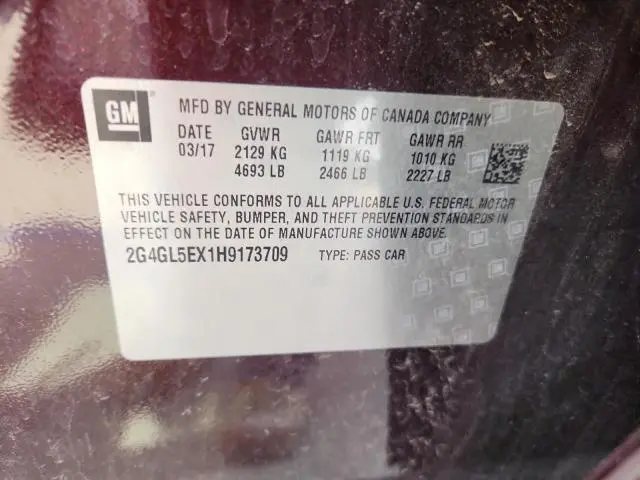 GM
MFD BY GENERAL MOTORS OF CANADA COMPANY
DATE GVWR GAWR FRT GAWR RR
03/17 2129 KG 1119 KG 1010 KG
4693 LB 2466 LB 2227 LB
THIS VEHICLE CONFORMS TO ALL APPLICABLE U.S. FEDERAL MOTOR
VEHICLE SAFETY, BUMPER, AND THEFT PREVENTION STANDARDS IN
EFFECT ON THE DATE OF MANUFACTURE SHOWN ABOVE.
2G4GL5EX1H9173709 TYPE: PASS CAR